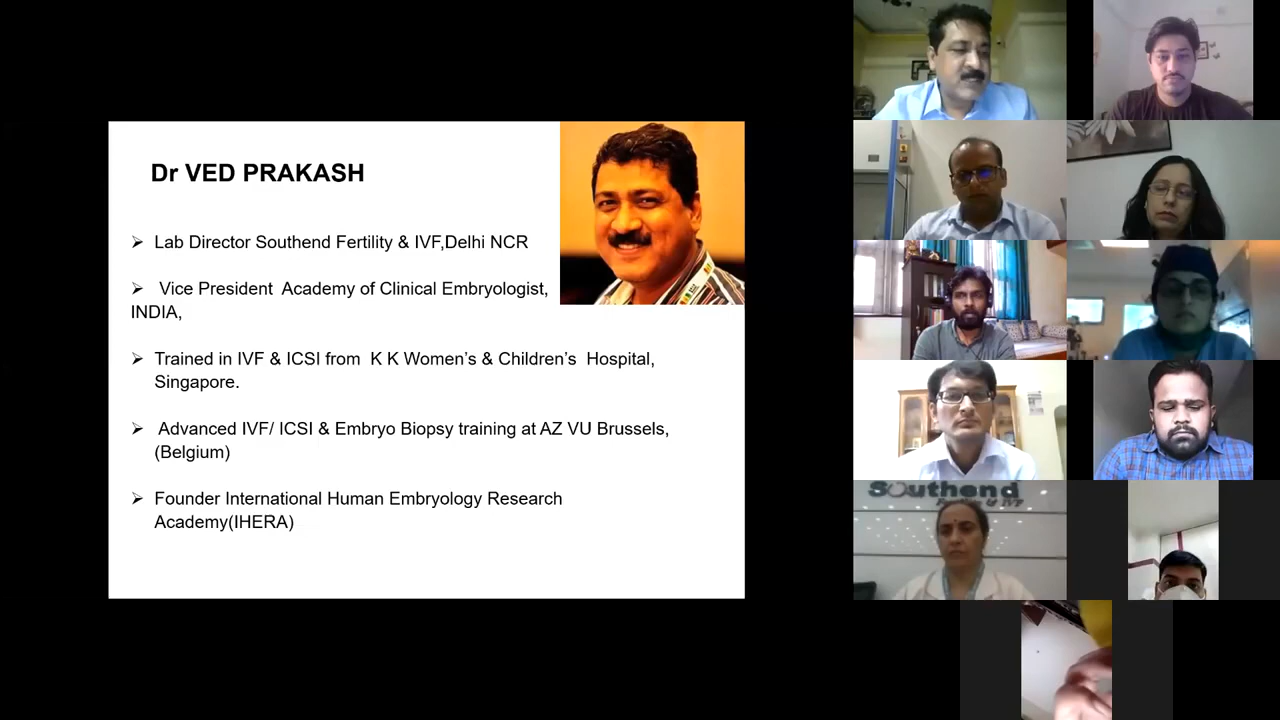 Dr VED PRAKASH
➢ Lab Director Southend Fertility & IVF,Delhi NCR
➢ Vice President Academy of Clinical Embryologist,
INDIA,
➢ Trained in IVF & ICSI from K K Women’s & Children’s Hospital,
Singapore.
➢ Advanced IVF/ ICSI & Embryo Biopsy training at AZ VU Brussels,
(Belgium)
➢ Founder International Human Embryology Research
Academy(IHERA)
Southend
Fertility & IVF